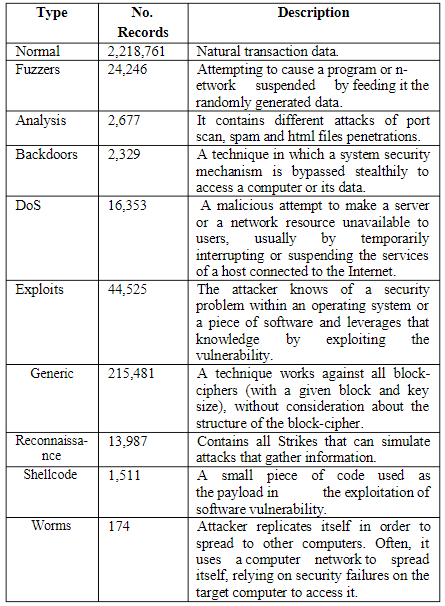 Type No. Records Description
Normal 2,218,761 Natural transaction data.
Fuzzers 24,246 Attempting to cause a program or n-
etwork suspended by feeding it the
randomly generated data.
Analysis 2,677 It contains different attacks of port
scan, spam and html files penetrations.
Backdoors 2,329 A technique in which a system security
mechanism is bypassed stealthily to
access a computer or its data.
DoS 16,353 A malicious attempt to make a server
or a network resource unavailable to
users, usually by temporarily
interrupting or suspending the services
of a host connected to the Internet.
Exploits 44,525 The attacker knows of a security
problem within an operating system or
a piece of software and leverages that
knowledge by exploiting the
vulnerability.
Generic 215,481 A technique works against all block-
ciphers (with a given block and key
size), without consideration about the
structure of the block-cipher.
Reconnaissa-
nce 13,987 Contains all Strikes that can simulate
attacks that gather information.
Shellcode 1,511 A small piece of code used as
the payload in the exploitation of
software vulnerability.
Worms 174 Attacker replicates itself in order to
spread to other computers. Often, it
uses a computer network to spread
itself, relying on security failures on the
target computer to access it.